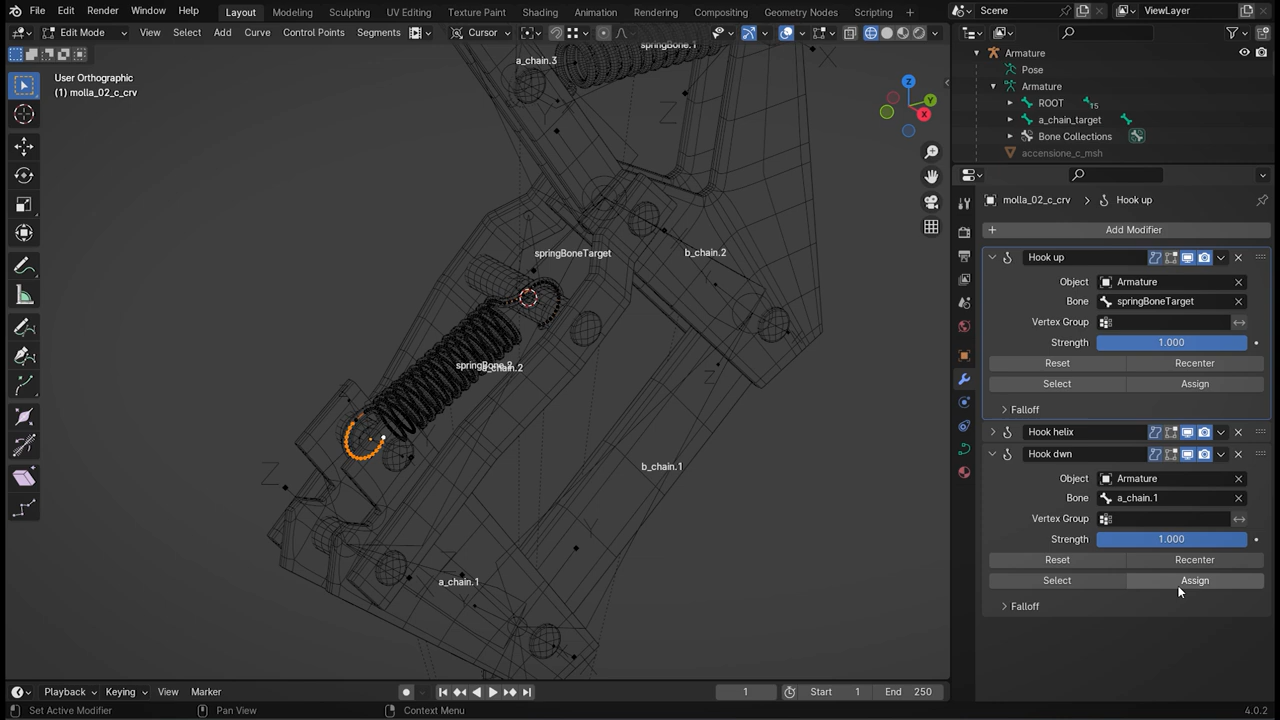 File Edit Render Window Help Layout Modeling Sculpting UV Editing Texture Paint Shading Animation Rendering Compositing Geometry Nodes Scripting + Scene ViewLayer
Edit Mode View Select Add Curve Control Points Segments Cursor
User Orthographic
(1) molla_02_c_crv
a_chain.3
springBone.1
X
Z
Z
Y
X
springBoneTarget
b_chain.2
a_chain.2
Z
b_chain.1
Z
Y
a_chain.1
Armature
Pose
Armature
ROOT 15
a_chain_target
Bone Collections
accensione_c_msh
molla_02_c_crv > Hook up
+ Add Modifier
Hook up
Object Armature
Bone springBoneTarget
Vertex Group
Strength 1.000
Reset Recenter
Select Assign
Falloff
Hook helix
Hook dwn
Object Armature
Bone a_chain.1
Vertex Group
Strength 1.000
Reset Recenter
Select Assign
Falloff
Playback Keying View Marker 1 Start 1 End 250
Set Active Modifier Pan View Context Menu 4.0.2